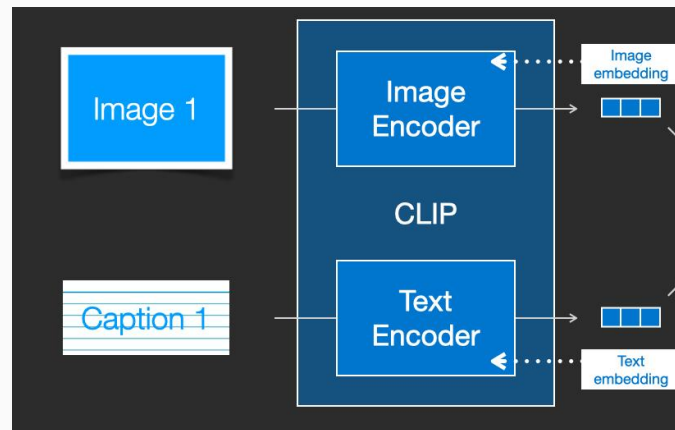 Image 1
Image
Encoder
Image
embedding
CLIP
Caption 1
Text
Encoder
Text
embedding